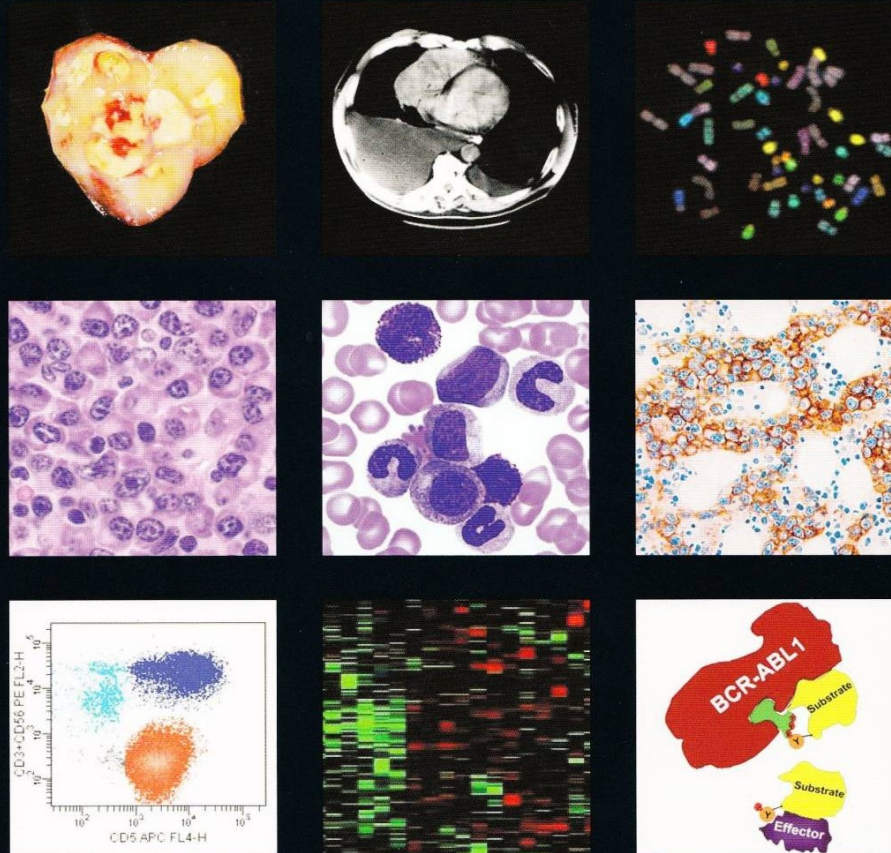 BCR-ABL1
Substrate
Y
Substrate
Y
Effector
CD3+CD56 PE FL2-H
10⁵
10⁴
10³
10²
10² 10³ 10⁴ 10⁵
CD5 APC FL4-H